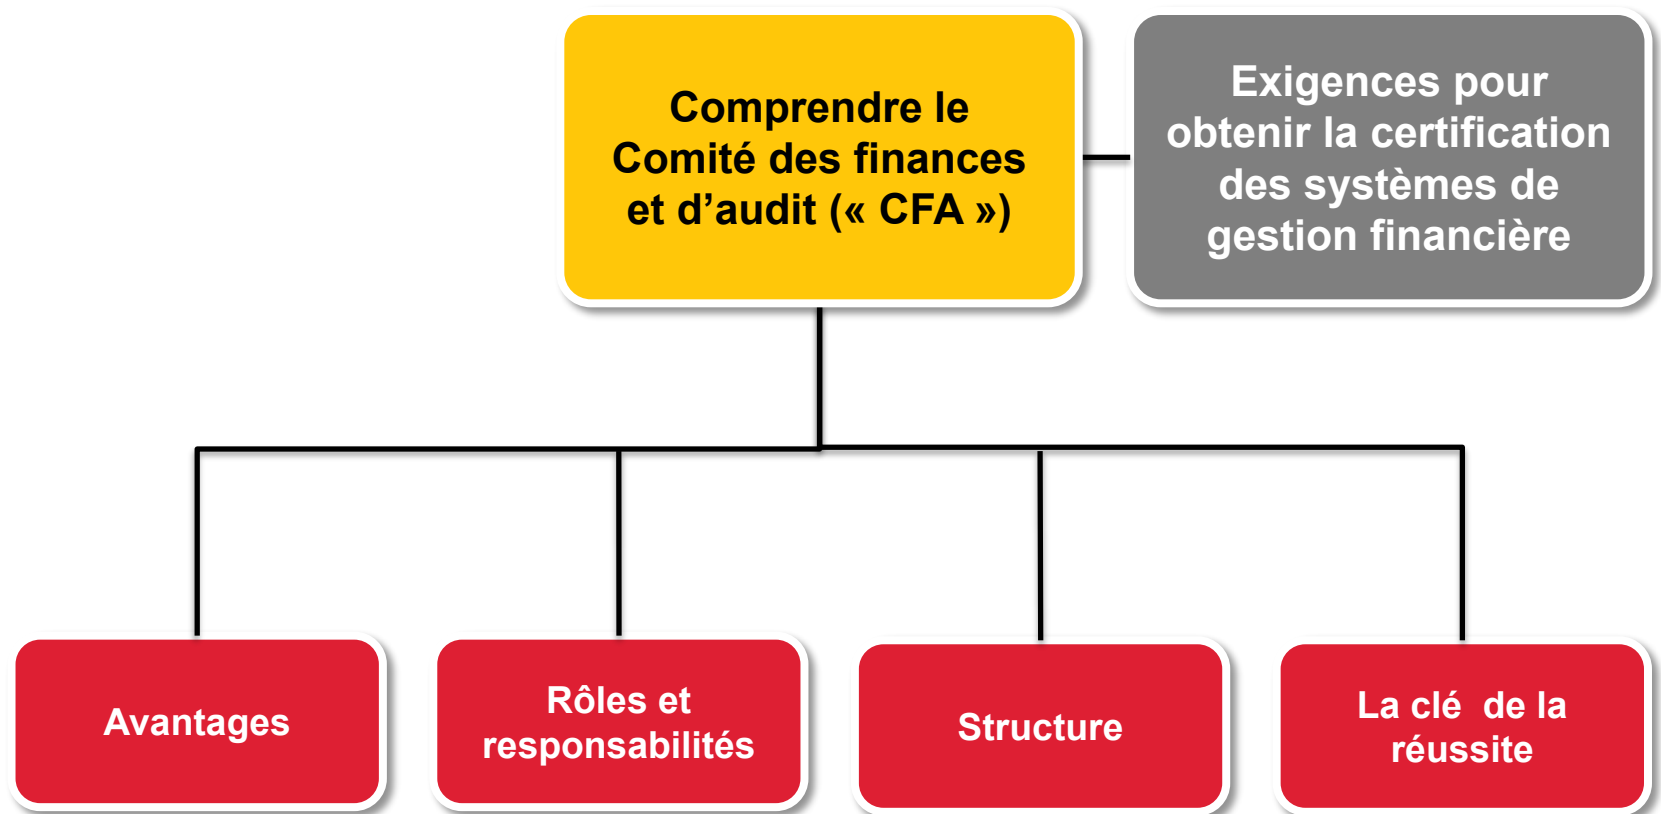 Comprendre le
Comité des finances
et d’audit (« CFA »)
Exigences pour
obtenir la certification
des systèmes de
gestion financière
Avantages
Rôles et
responsabilités
Structure
La clé  de la
réussite